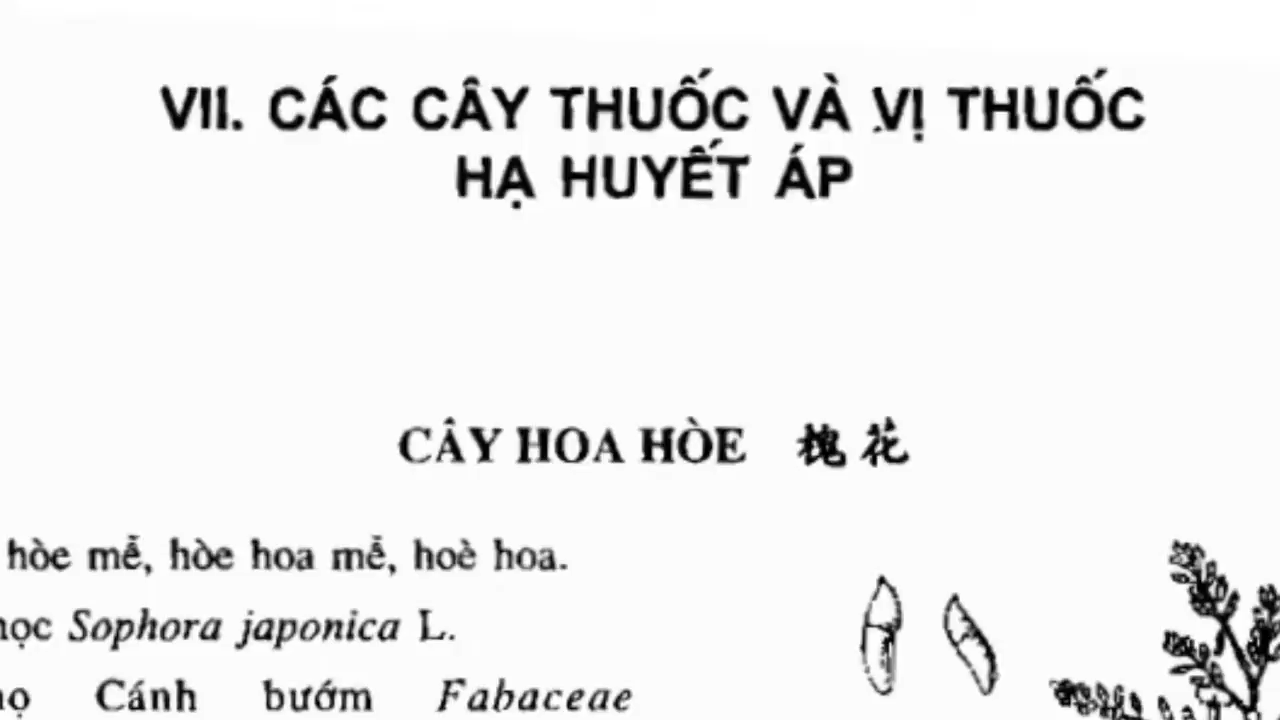 VII. CÁC CÂY THUỐC VÀ VỊ THUỐC
HẠ HUYẾT ÁP
CÂY HOA HÒE 槐花
hòe mễ, hòe hoa mễ, hoè hoa.
học Sophora japonica L.
họ Cánh bướm Fabaceae